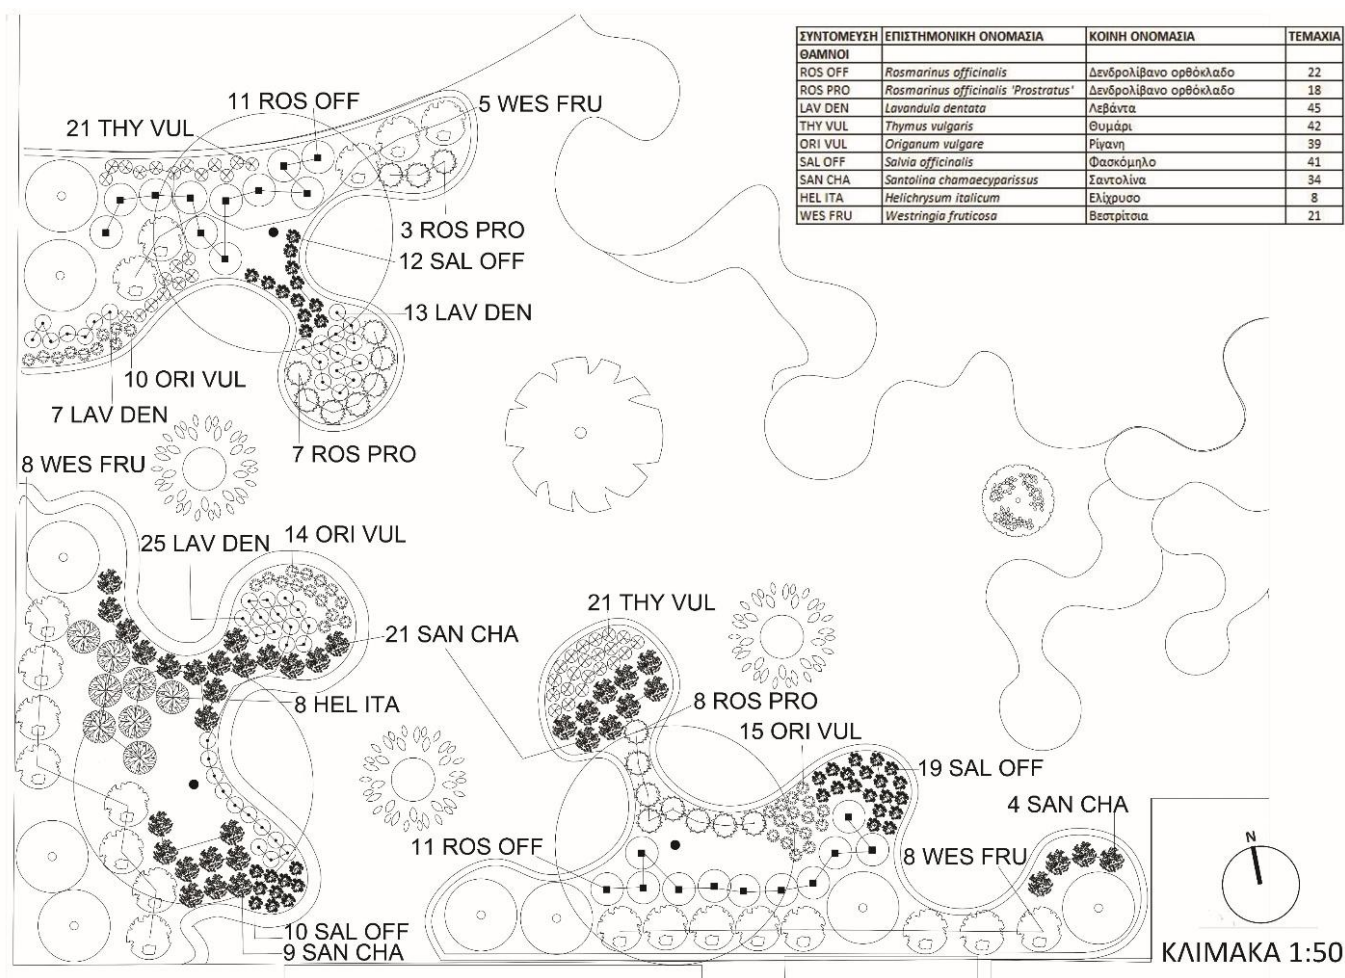 ΣΥΝΤΟΜΕΥΣΗ ΕΠΙΣΤΗΜΟΝΙΚΗ ΟΝΟΜΑΣΙΑ ΚΟΙΝΗ ΟΝΟΜΑΣΙΑ ΤΕΜΑΧΙΑ
ΘΑΜΝΟΙ
ROS OFF Rosmarinus officinalis Δενδρολίβανο ορθόκλαδο 22
ROS PRO Rosmarinus officinalis 'Prostratus' Δενδρολίβανο ορθόκλαδο 18
LAV DEN Lavandula dentata Λεβάντα 45
THY VUL Thymus vulgaris Θυμάρι 42
ORI VUL Origanum vulgare Ρίγανη 39
SAL OFF Salvia officinalis Φασκόμηλο 41
SAN CHA Santolina chamaecyparissus Σαντολίνα 34
HEL ITA Helichrysum italicum Ελίχρυσο 8
WES FRU Westringia fruticosa Βεστρίτσια 21
11 ROS OFF
5 WES FRU
21 THY VUL
3 ROS PRO
12 SAL OFF
13 LAV DEN
10 ORI VUL
7 LAV DEN
7 ROS PRO
8 WES FRU
25 LAV DEN
14 ORI VUL
21 THY VUL
21 SAN CHA
8 HEL ITA
8 ROS PRO
15 ORI VUL
19 SAL OFF
4 SAN CHA
11 ROS OFF
8 WES FRU
10 SAL OFF
9 SAN CHA
N
ΚΛΙΜΑΚΑ 1:50